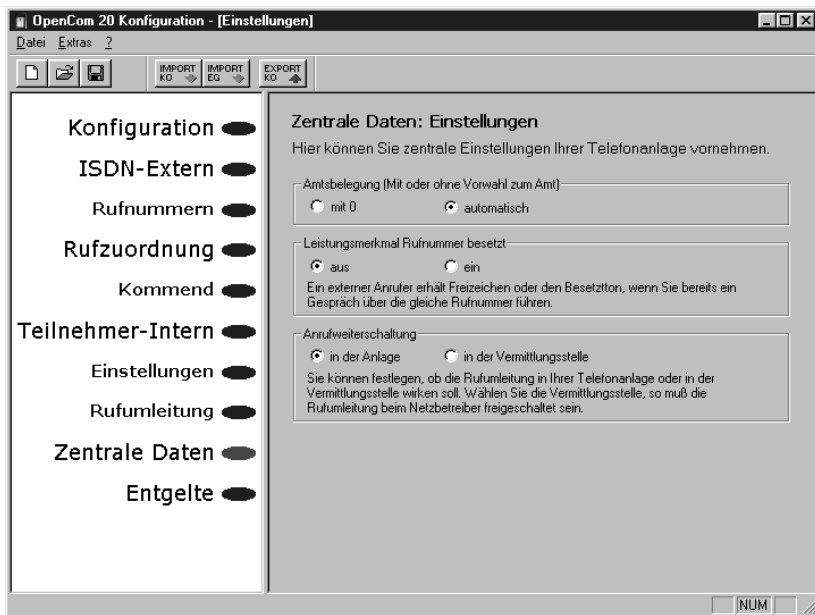 OpenCom 20 Konfiguration - [Einstellungen]
Datei Extras ?
IMPORT KO
IMPORT EG
EXPORT KO
Konfiguration
ISDN-Extern
Rufnummern
Rufzuordnung
Kommend
Teilnehmer-Intern
Einstellungen
Rufumleitung
Zentrale Daten
Entgelte
Zentrale Daten: Einstellungen
Hier können Sie zentrale Einstellungen Ihrer Telefonanlage vornehmen.
Amtsbelegung (Mit oder ohne Vorwahl zum Amt)
mit 0 automatisch
Leistungsmerkmal Rufnummer besetzt
aus ein
Ein externer Anrufer erhält Freizeichen oder den Besetztton, wenn Sie bereits ein
Gespräch über die gleiche Rufnummer führen.
Anrufweiterschaltung
in der Anlage in der Vermittlungsstelle
Sie können festlegen, ob die Rufumleitung in Ihrer Telefonanlage oder in der
Vermittlungsstelle wirken soll. Wählen Sie die Vermittlungsstelle, so muß die
Rufumleitung beim Netzbetreiber freigeschaltet sein.
NUM